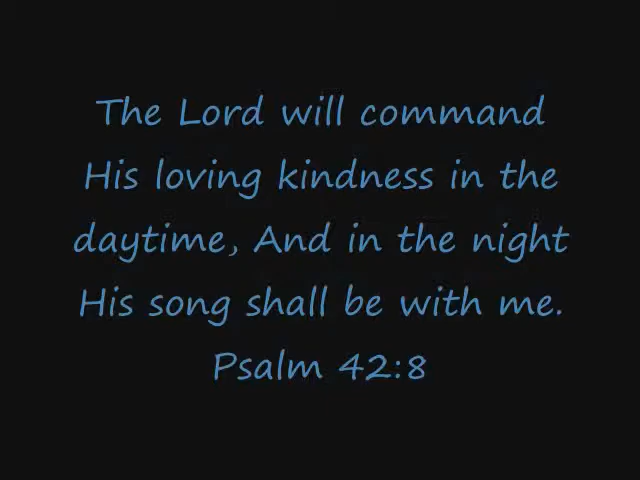 The Lord will command
His loving kindness in the
daytime, And in the night
His song shall be with me.
Psalm 42:8